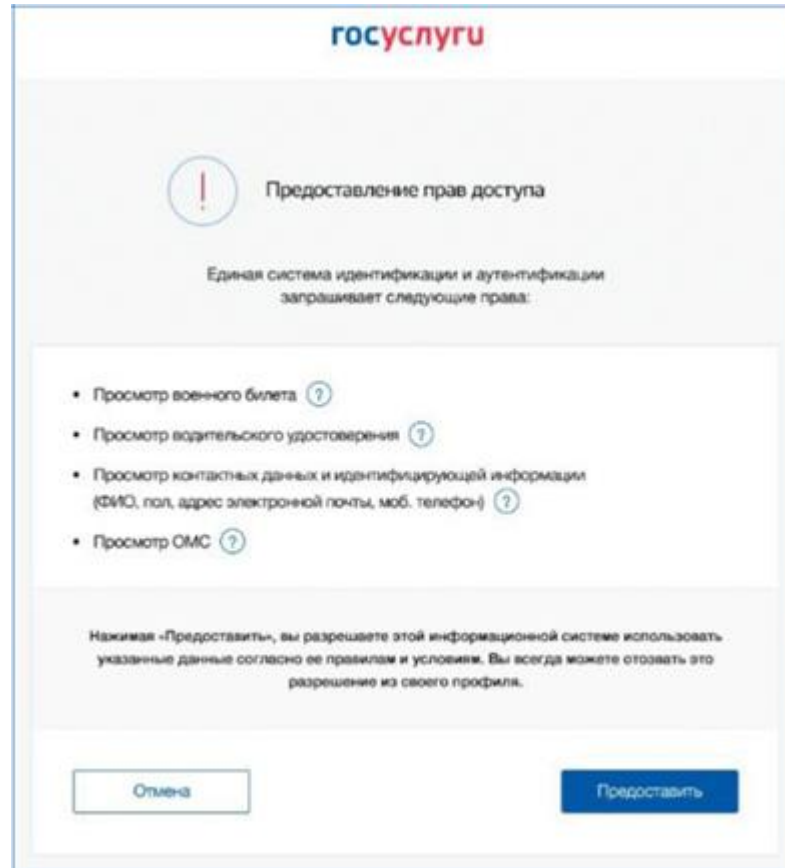 госуслуги
Предоставление прав доступа
Единая система идентификации и аутентификации
запрашивает следующие права:
• Просмотр военного билета ?
• Просмотр водительского удостоверения ?
• Просмотр контактных данных и идентифицирующей информации
(ФИО, пол, адрес электронной почты, моб. телефон) ?
• Просмотр ОМС ?
Нажимая «Предоставить», вы разрешаете этой информационной системе использовать
указанные данные согласно ее правилам и условиям. Вы всегда можете отозвать это
разрешение из своего профиля.
Отмена
Предоставить